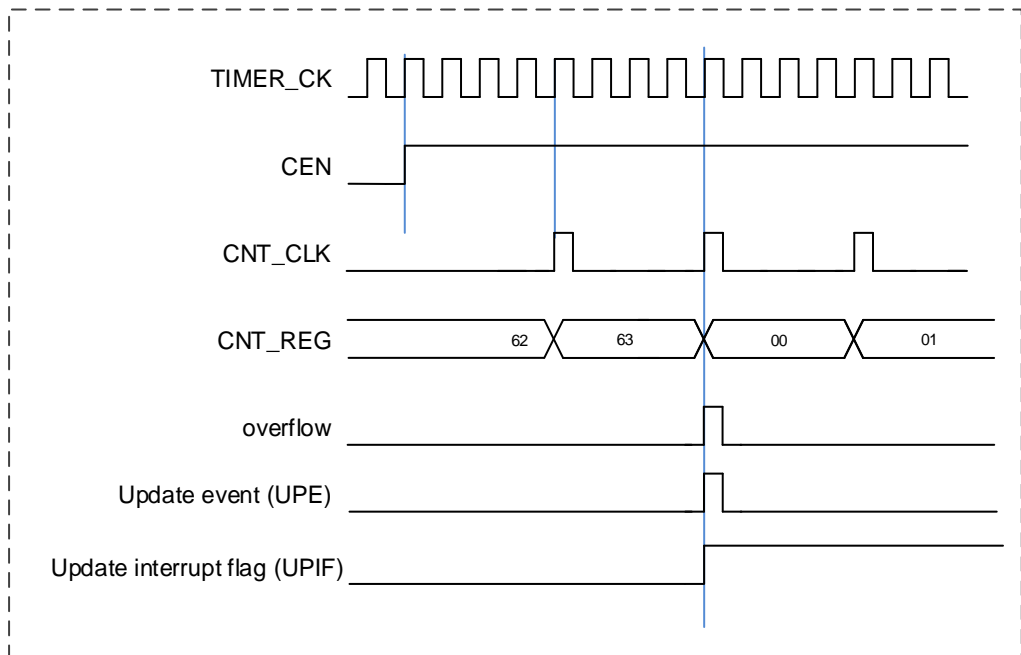 TIMER_CK
CEN
CNT_CLK
CNT_REG 62 63 00 01
overflow
Update event (UPE)
Update interrupt flag (UPIF)